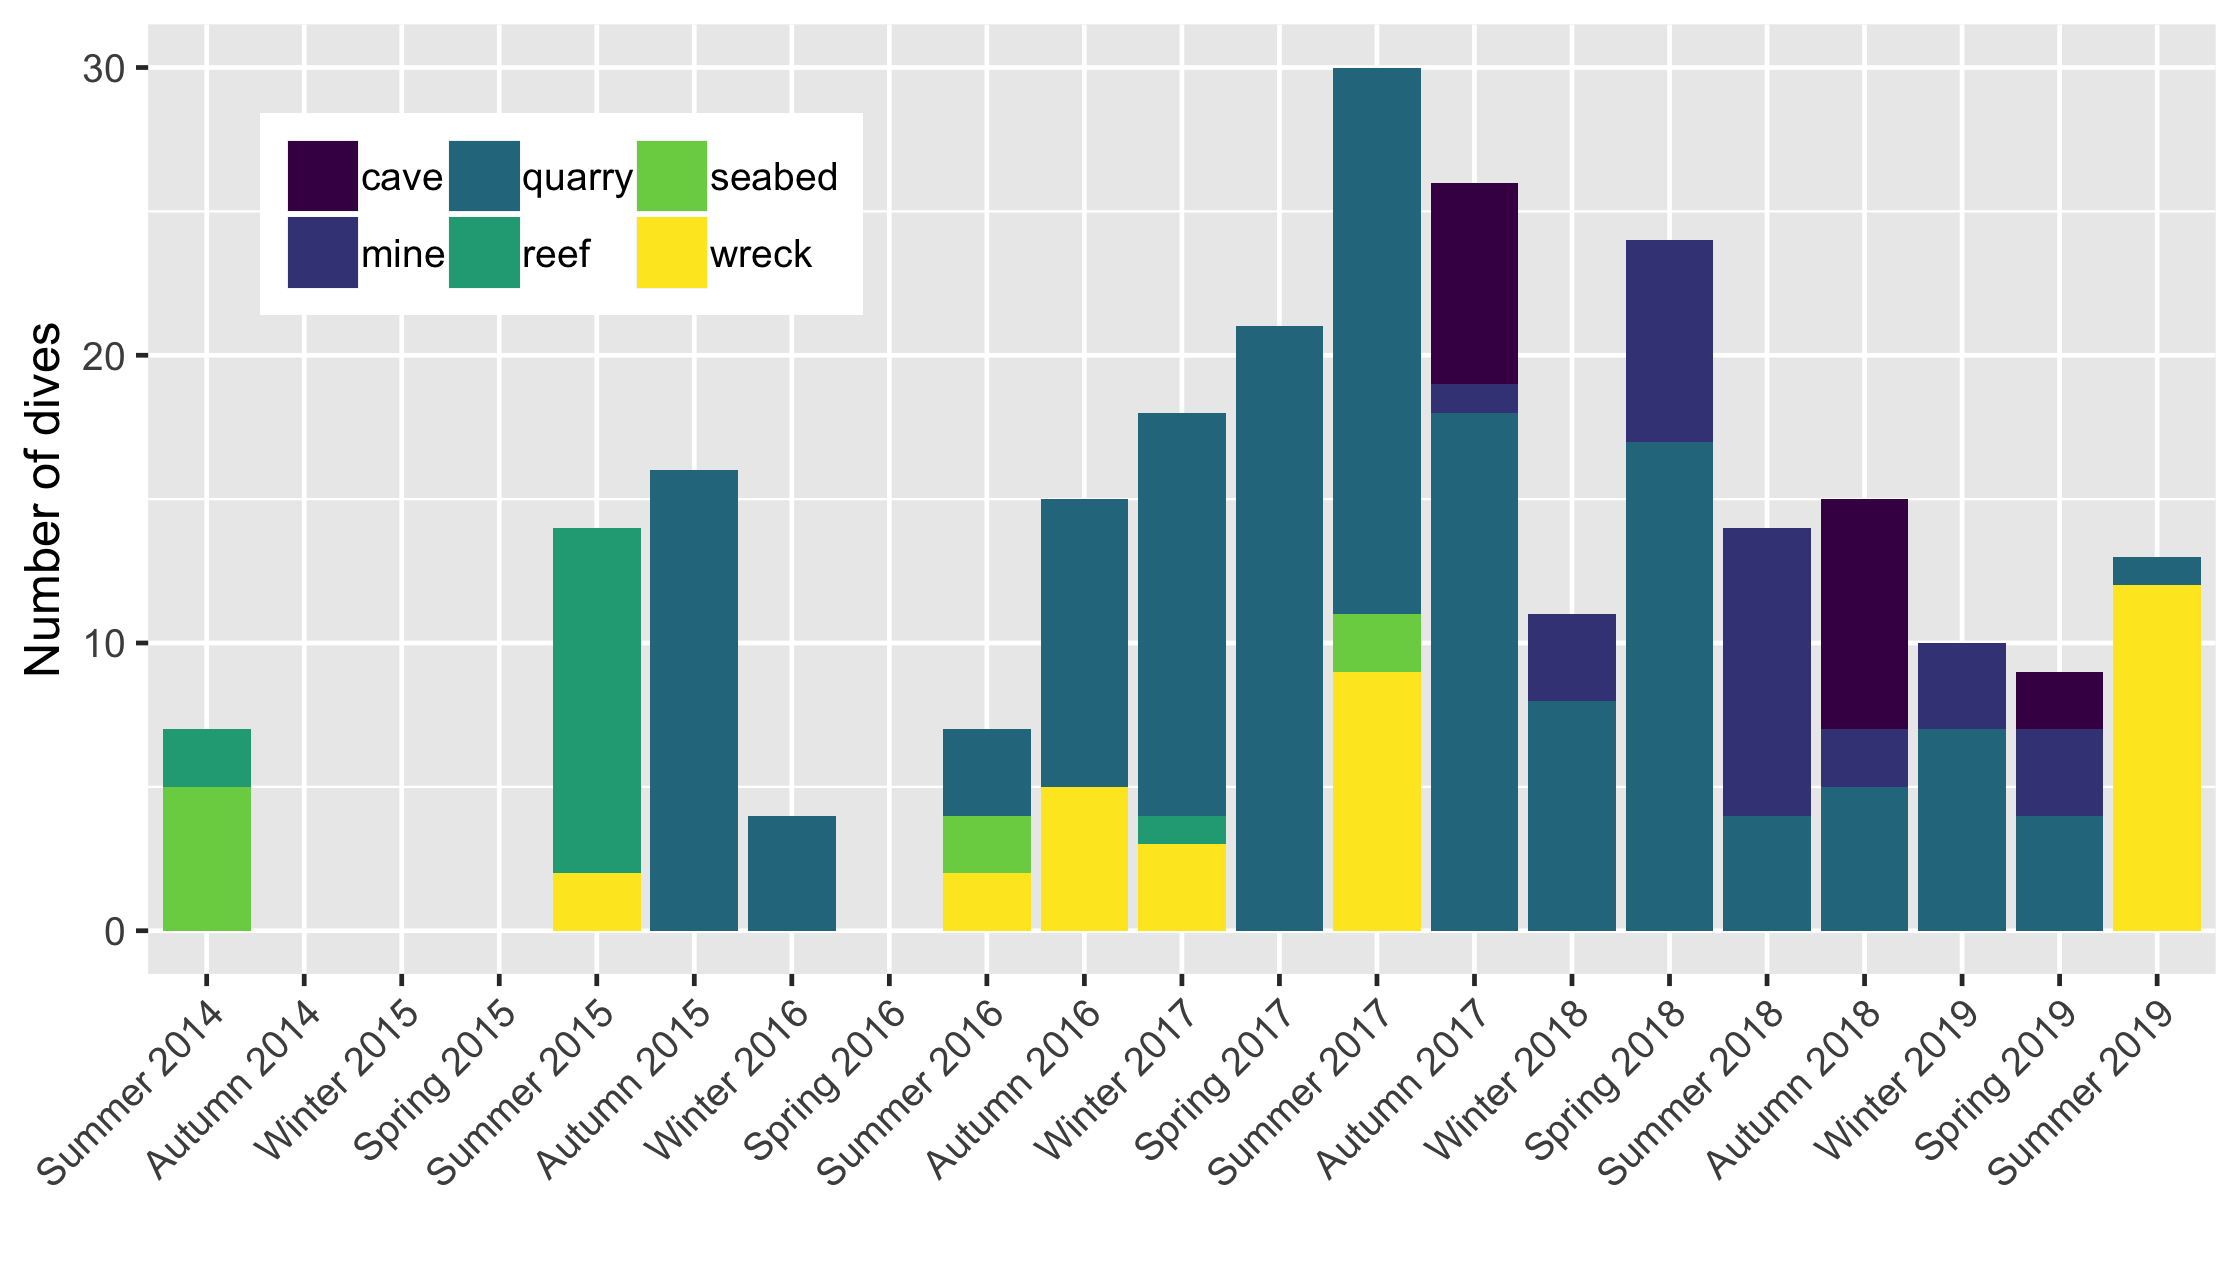 30
20
10
0
Number of dives
cave quarry seabed
mine reef wreck
Summer 2014
Autumn 2014
Winter 2015
Spring 2015
Summer 2015
Autumn 2015
Winter 2016
Spring 2016
Summer 2016
Autumn 2016
Winter 2017
Spring 2017
Summer 2017
Autumn 2017
Winter 2018
Spring 2018
Summer 2018
Autumn 2018
Winter 2019
Spring 2019
Summer 2019